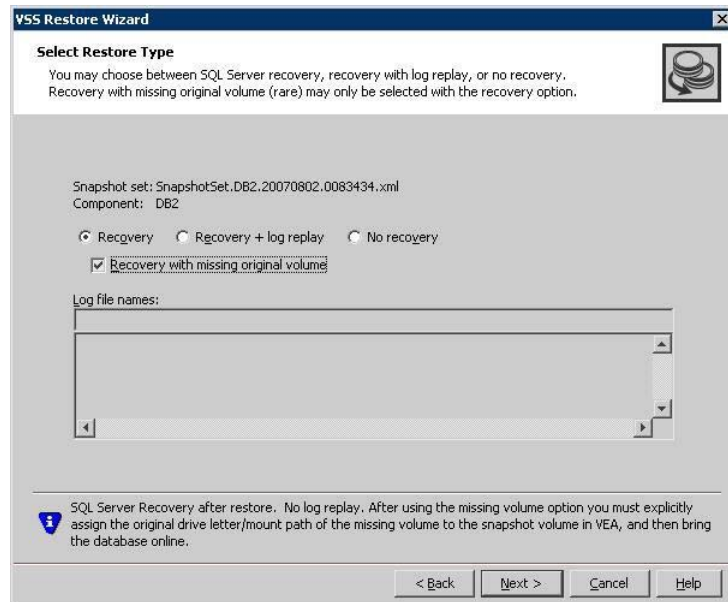 VSS Restore Wizard
Select Restore Type
You may choose between SQL Server recovery, recovery with log replay, or no recovery.
Recovery with missing original volume (rare) may only be selected with the recovery option.
Snapshot set: SnapshotSet.DB2.20070802.0083434.xml
Component: DB2
Recovery Recovery + log replay No recovery
Recovery with missing original volume
Log file names:
SQL Server Recovery after restore. No log replay. After using the missing volume option you must explicitly
assign the original drive letter/mount path of the missing volume to the snapshot volume in VEA, and then bring
the database online.
< Back Next > Cancel Help